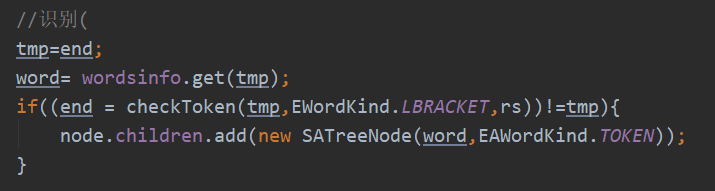 //识别(
tmp=end;
word= wordsinfo.get(tmp);
if((end = checkToken(tmp,EWordKind.LBRACKET,rs))!=tmp){
    node.children.add(new SATreeNode(word,EAWordKind.TOKEN));
}